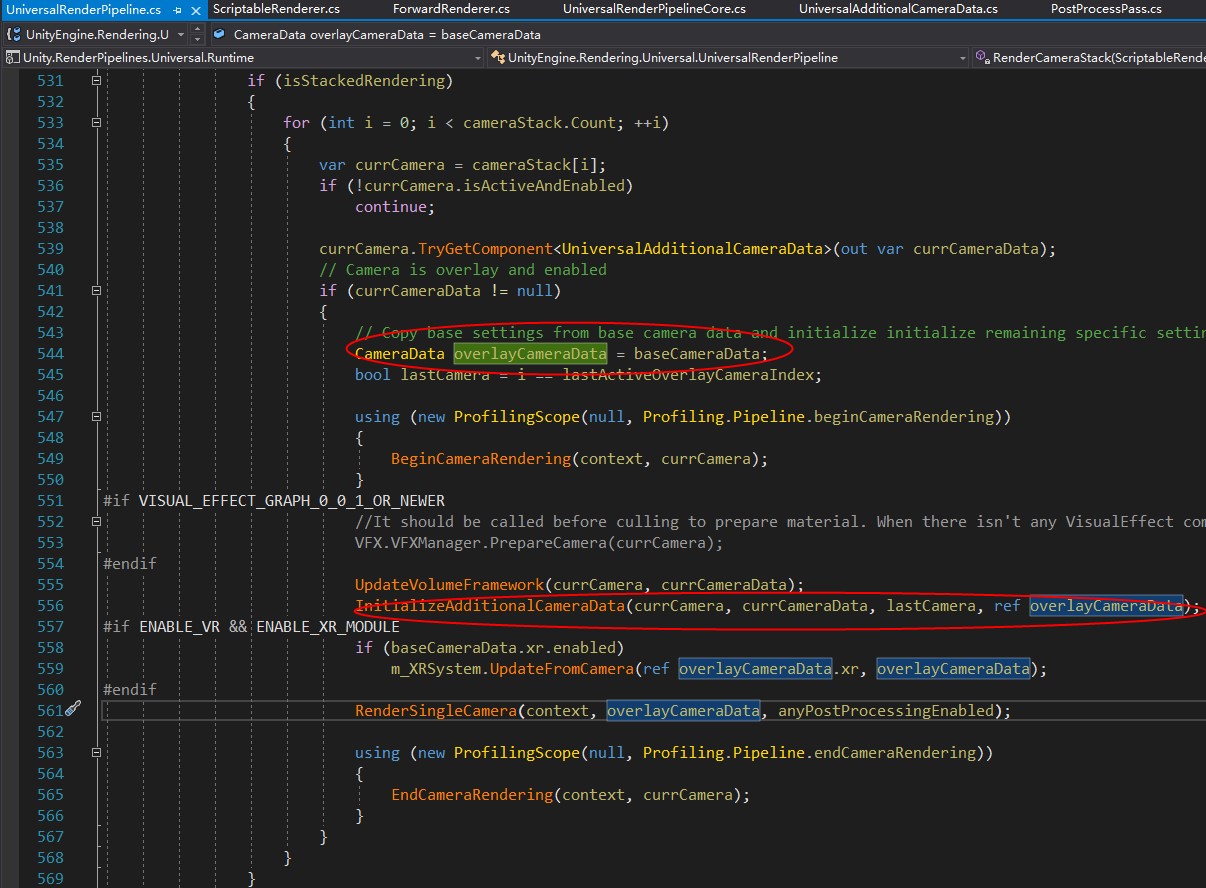 UniversalRenderPipeline.cs ScriptableRenderer.cs ForwardRenderer.cs UniversalRenderPipelineCore.cs UniversalAdditionalCameraData.cs PostProcessPass.cs
UnityEngine.Rendering.U CameraData overlayCameraData = baseCameraData
Unity.RenderPipelines.Universal.Runtime UnityEngine.Rendering.Universal.UniversalRenderPipeline RenderCameraStack(ScriptableRende
531 if (isStackedRendering)
532 {
533 for (int i = 0; i < cameraStack.Count; ++i)
534 {
535 var currCamera = cameraStack[i];
536 if (!currCamera.isActiveAndEnabled)
537 continue;
538
539 currCamera.TryGetComponent<UniversalAdditionalCameraData>(out var currCameraData);
540 // Camera is overlay and enabled
541 if (currCameraData != null)
542 {
543 // Copy base settings from base camera data and initialize initialize remaining specific settin
544 CameraData overlayCameraData = baseCameraData;
545 bool lastCamera = i == lastActiveOverlayCameraIndex;
546
547 using (new ProfilingScope(null, Profiling.Pipeline.beginCameraRendering))
548 {
549 BeginCameraRendering(context, currCamera);
550 }
551 #if VISUAL_EFFECT_GRAPH_0_0_1_OR_NEWER
552 //It should be called before culling to prepare material. When there isn't any VisualEffect com
553 VFX.VFXManager.PrepareCamera(currCamera);
554 #endif
555 UpdateVolumeFramework(currCamera, currCameraData);
556 InitializeAdditionalCameraData(currCamera, currCameraData, lastCamera, ref overlayCameraData);
557 #if ENABLE_VR && ENABLE_XR_MODULE
558 if (baseCameraData.xr.enabled)
559 m_XRSystem.UpdateFromCamera(ref overlayCameraData.xr, overlayCameraData);
560 #endif
561 RenderSingleCamera(context, overlayCameraData, anyPostProcessingEnabled);
562
563 using (new ProfilingScope(null, Profiling.Pipeline.endCameraRendering))
564 {
565 EndCameraRendering(context, currCamera);
566 }
567 }
568 }
569 }